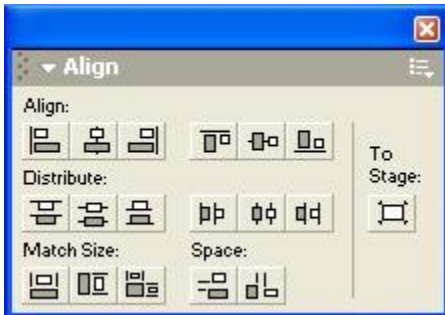 Align
Align:
To
Stage:
Distribute:
Match Size:
Space: